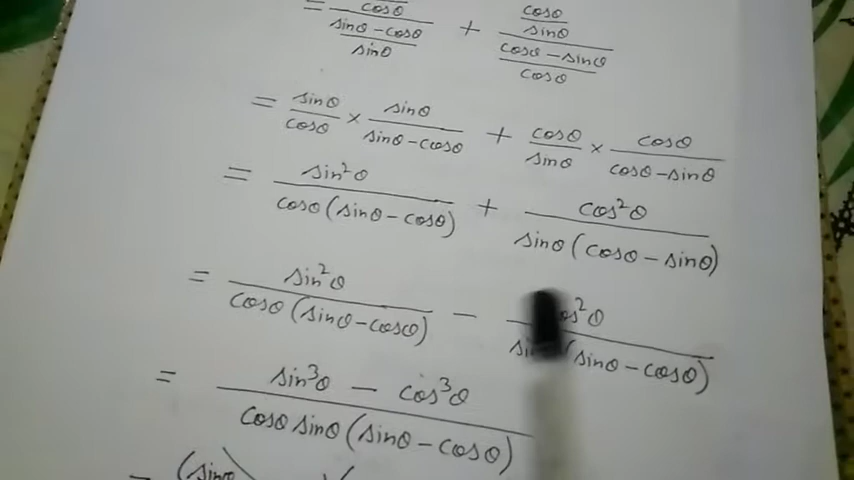 = cosθ / (sinθ - cosθ / sinθ) + (cosθ / sinθ) / (cosθ - sinθ / cosθ)
= sinθ / cosθ × sinθ / sinθ - cosθ + cosθ / sinθ × cosθ / cosθ - sinθ
= sin²θ / cosθ (sinθ - cosθ) + cos²θ / sinθ (cosθ - sinθ)
= sin²θ / cosθ (sinθ - cosθ) - cos²θ / (sinθ - cosθ)
= sin³θ - cos³θ / cosθ sinθ (sinθ - cosθ)
= (sinθ